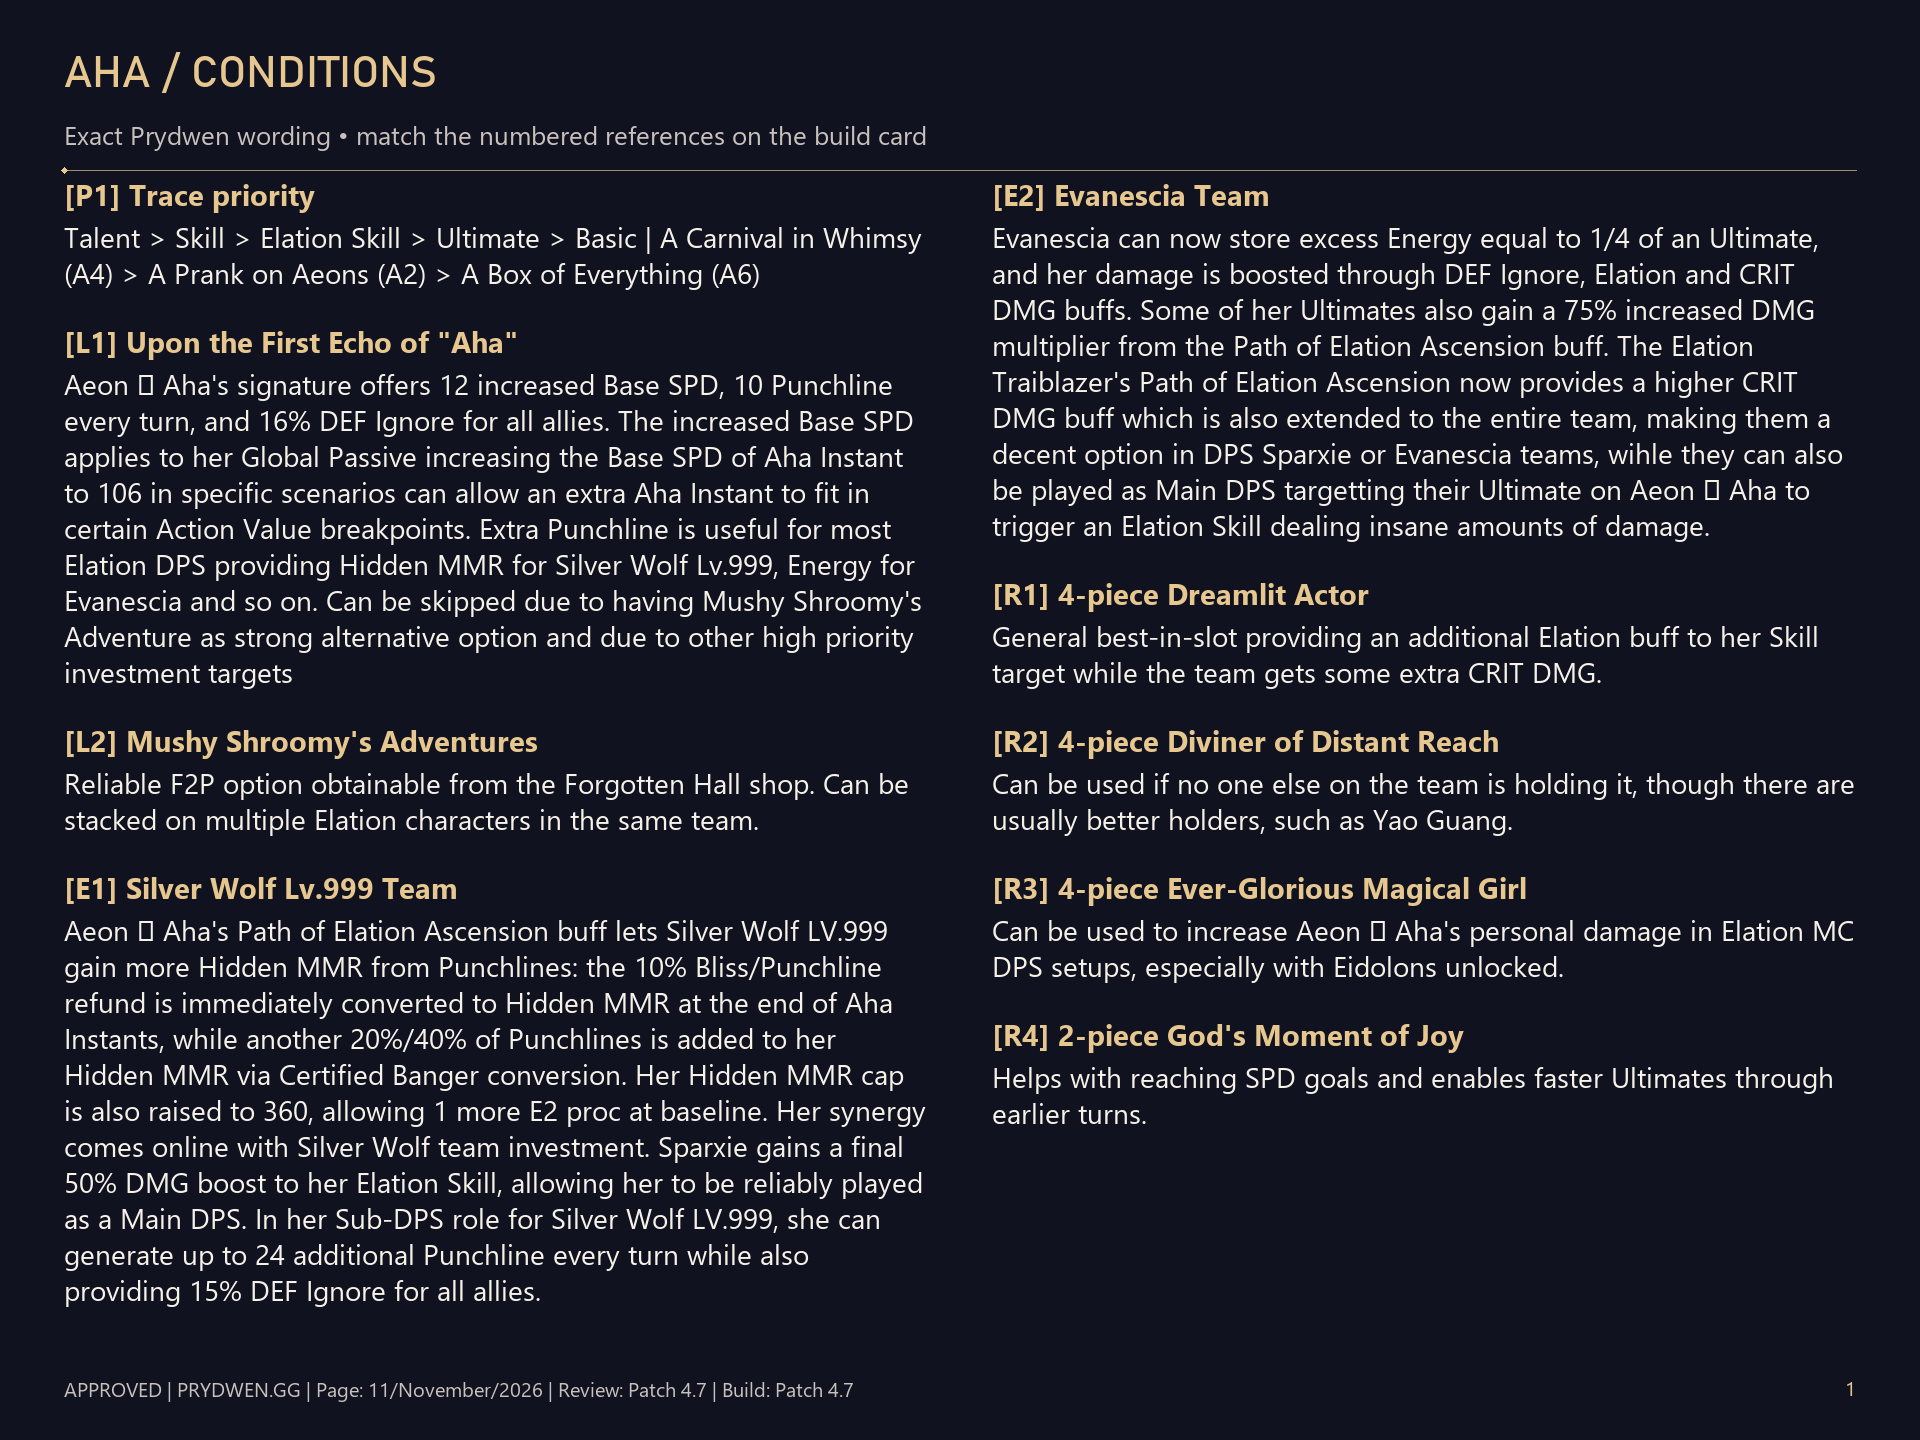 AHA / CONDITIONS
Exact Prydwen wording • match the numbered references on the build card
[P1] Trace priority
Talent > Skill > Elation Skill > Ultimate > Basic | A Carnival in Whimsy
(A4) > A Prank on Aeons (A2) > A Box of Everything (A6)
[L1] Upon the First Echo of "Aha"
Aeon ▯ Aha's signature offers 12 increased Base SPD, 10 Punchline
every turn, and 16% DEF Ignore for all allies. The increased Base SPD
applies to her Global Passive increasing the Base SPD of Aha Instant
to 106 in specific scenarios can allow an extra Aha Instant to fit in
certain Action Value breakpoints. Extra Punchline is useful for most
Elation DPS providing Hidden MMR for Silver Wolf Lv.999, Energy for
Evanescia and so on. Can be skipped due to having Mushy Shroomy's
Adventure as strong alternative option and due to other high priority
investment targets
[L2] Mushy Shroomy's Adventures
Reliable F2P option obtainable from the Forgotten Hall shop. Can be
stacked on multiple Elation characters in the same team.
[E1] Silver Wolf Lv.999 Team
Aeon ▯ Aha's Path of Elation Ascension buff lets Silver Wolf LV.999
gain more Hidden MMR from Punchlines: the 10% Bliss/Punchline
refund is immediately converted to Hidden MMR at the end of Aha
Instants, while another 20%/40% of Punchlines is added to her
Hidden MMR via Certified Banger conversion. Her Hidden MMR cap
is also raised to 360, allowing 1 more E2 proc at baseline. Her synergy
comes online with Silver Wolf team investment. Sparxie gains a final
50% DMG boost to her Elation Skill, allowing her to be reliably played
as a Main DPS. In her Sub-DPS role for Silver Wolf LV.999, she can
generate up to 24 additional Punchline every turn while also
providing 15% DEF Ignore for all allies.
[E2] Evanescia Team
Evanescia can now store excess Energy equal to 1/4 of an Ultimate,
and her damage is boosted through DEF Ignore, Elation and CRIT
DMG buffs. Some of her Ultimates also gain a 75% increased DMG
multiplier from the Path of Elation Ascension buff. The Elation
Traiblazer's Path of Elation Ascension now provides a higher CRIT
DMG buff which is also extended to the entire team, making them a
decent option in DPS Sparxie or Evanescia teams, wihle they can also
be played as Main DPS targetting their Ultimate on Aeon ▯ Aha to
trigger an Elation Skill dealing insane amounts of damage.
[R1] 4-piece Dreamlit Actor
General best-in-slot providing an additional Elation buff to her Skill
target while the team gets some extra CRIT DMG.
[R2] 4-piece Diviner of Distant Reach
Can be used if no one else on the team is holding it, though there are
usually better holders, such as Yao Guang.
[R3] 4-piece Ever-Glorious Magical Girl
Can be used to increase Aeon ▯ Aha's personal damage in Elation MC
DPS setups, especially with Eidolons unlocked.
[R4] 2-piece God's Moment of Joy
Helps with reaching SPD goals and enables faster Ultimates through
earlier turns.
APPROVED | PRYDWEN.GG | Page: 11/November/2026 | Review: Patch 4.7 | Build: Patch 4.7
1